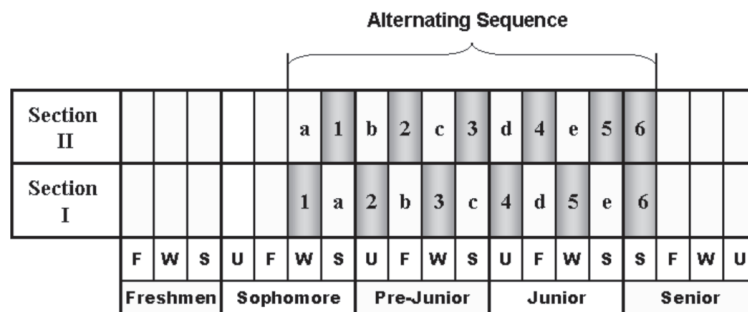 Alternating Sequence
Section II a 1 b 2 c 3 d 4 e 5 6
Section I 1 a 2 b 3 c 4 d 5 e 6
F W S U F W S U F W S U F W S S F W U
Freshmen Sophomore Pre-Junior Junior Senior